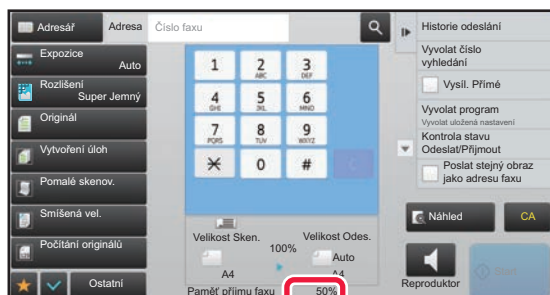 Adresář
Adresa
Číslo faxu
Expozice
Auto
Rozlišení
Super Jemný
Originál
Vytvoření úloh
Pomalé skenov.
Smíšená vel.
Počítání originálů
Ostatní
1
2 ABC
3 DEF
4 GHI
5 JKL
6 MNO
7 PQRS
8 TUV
9 WXYZ
0
#
C
Velikost Sken.
100%
Velikost Odes.
Auto
A4
A4
Paměť příjmu faxu
50%
Historie odeslání
Vyvolat číslo
vyhledání
Vysíl. Přímé
Vyvolat program
Vyvolat uložená nastavení
Kontrola stavu
Odeslat/Přijmout
Poslat stejný obraz
jako adresu faxu
Náhled
CA
Reproduktor
Start